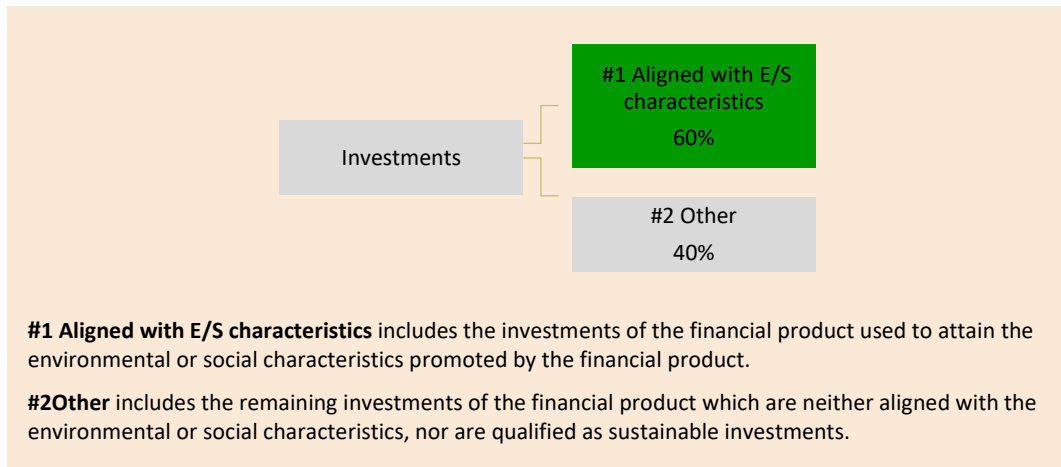 #1 Aligned with E/S
characteristics
60%
Investments
#2 Other
40%
#1 Aligned with E/S characteristics includes the investments of the financial product used to attain the
environmental or social characteristics promoted by the financial product.
#2Other includes the remaining investments of the financial product which are neither aligned with the
environmental or social characteristics, nor are qualified as sustainable investments.